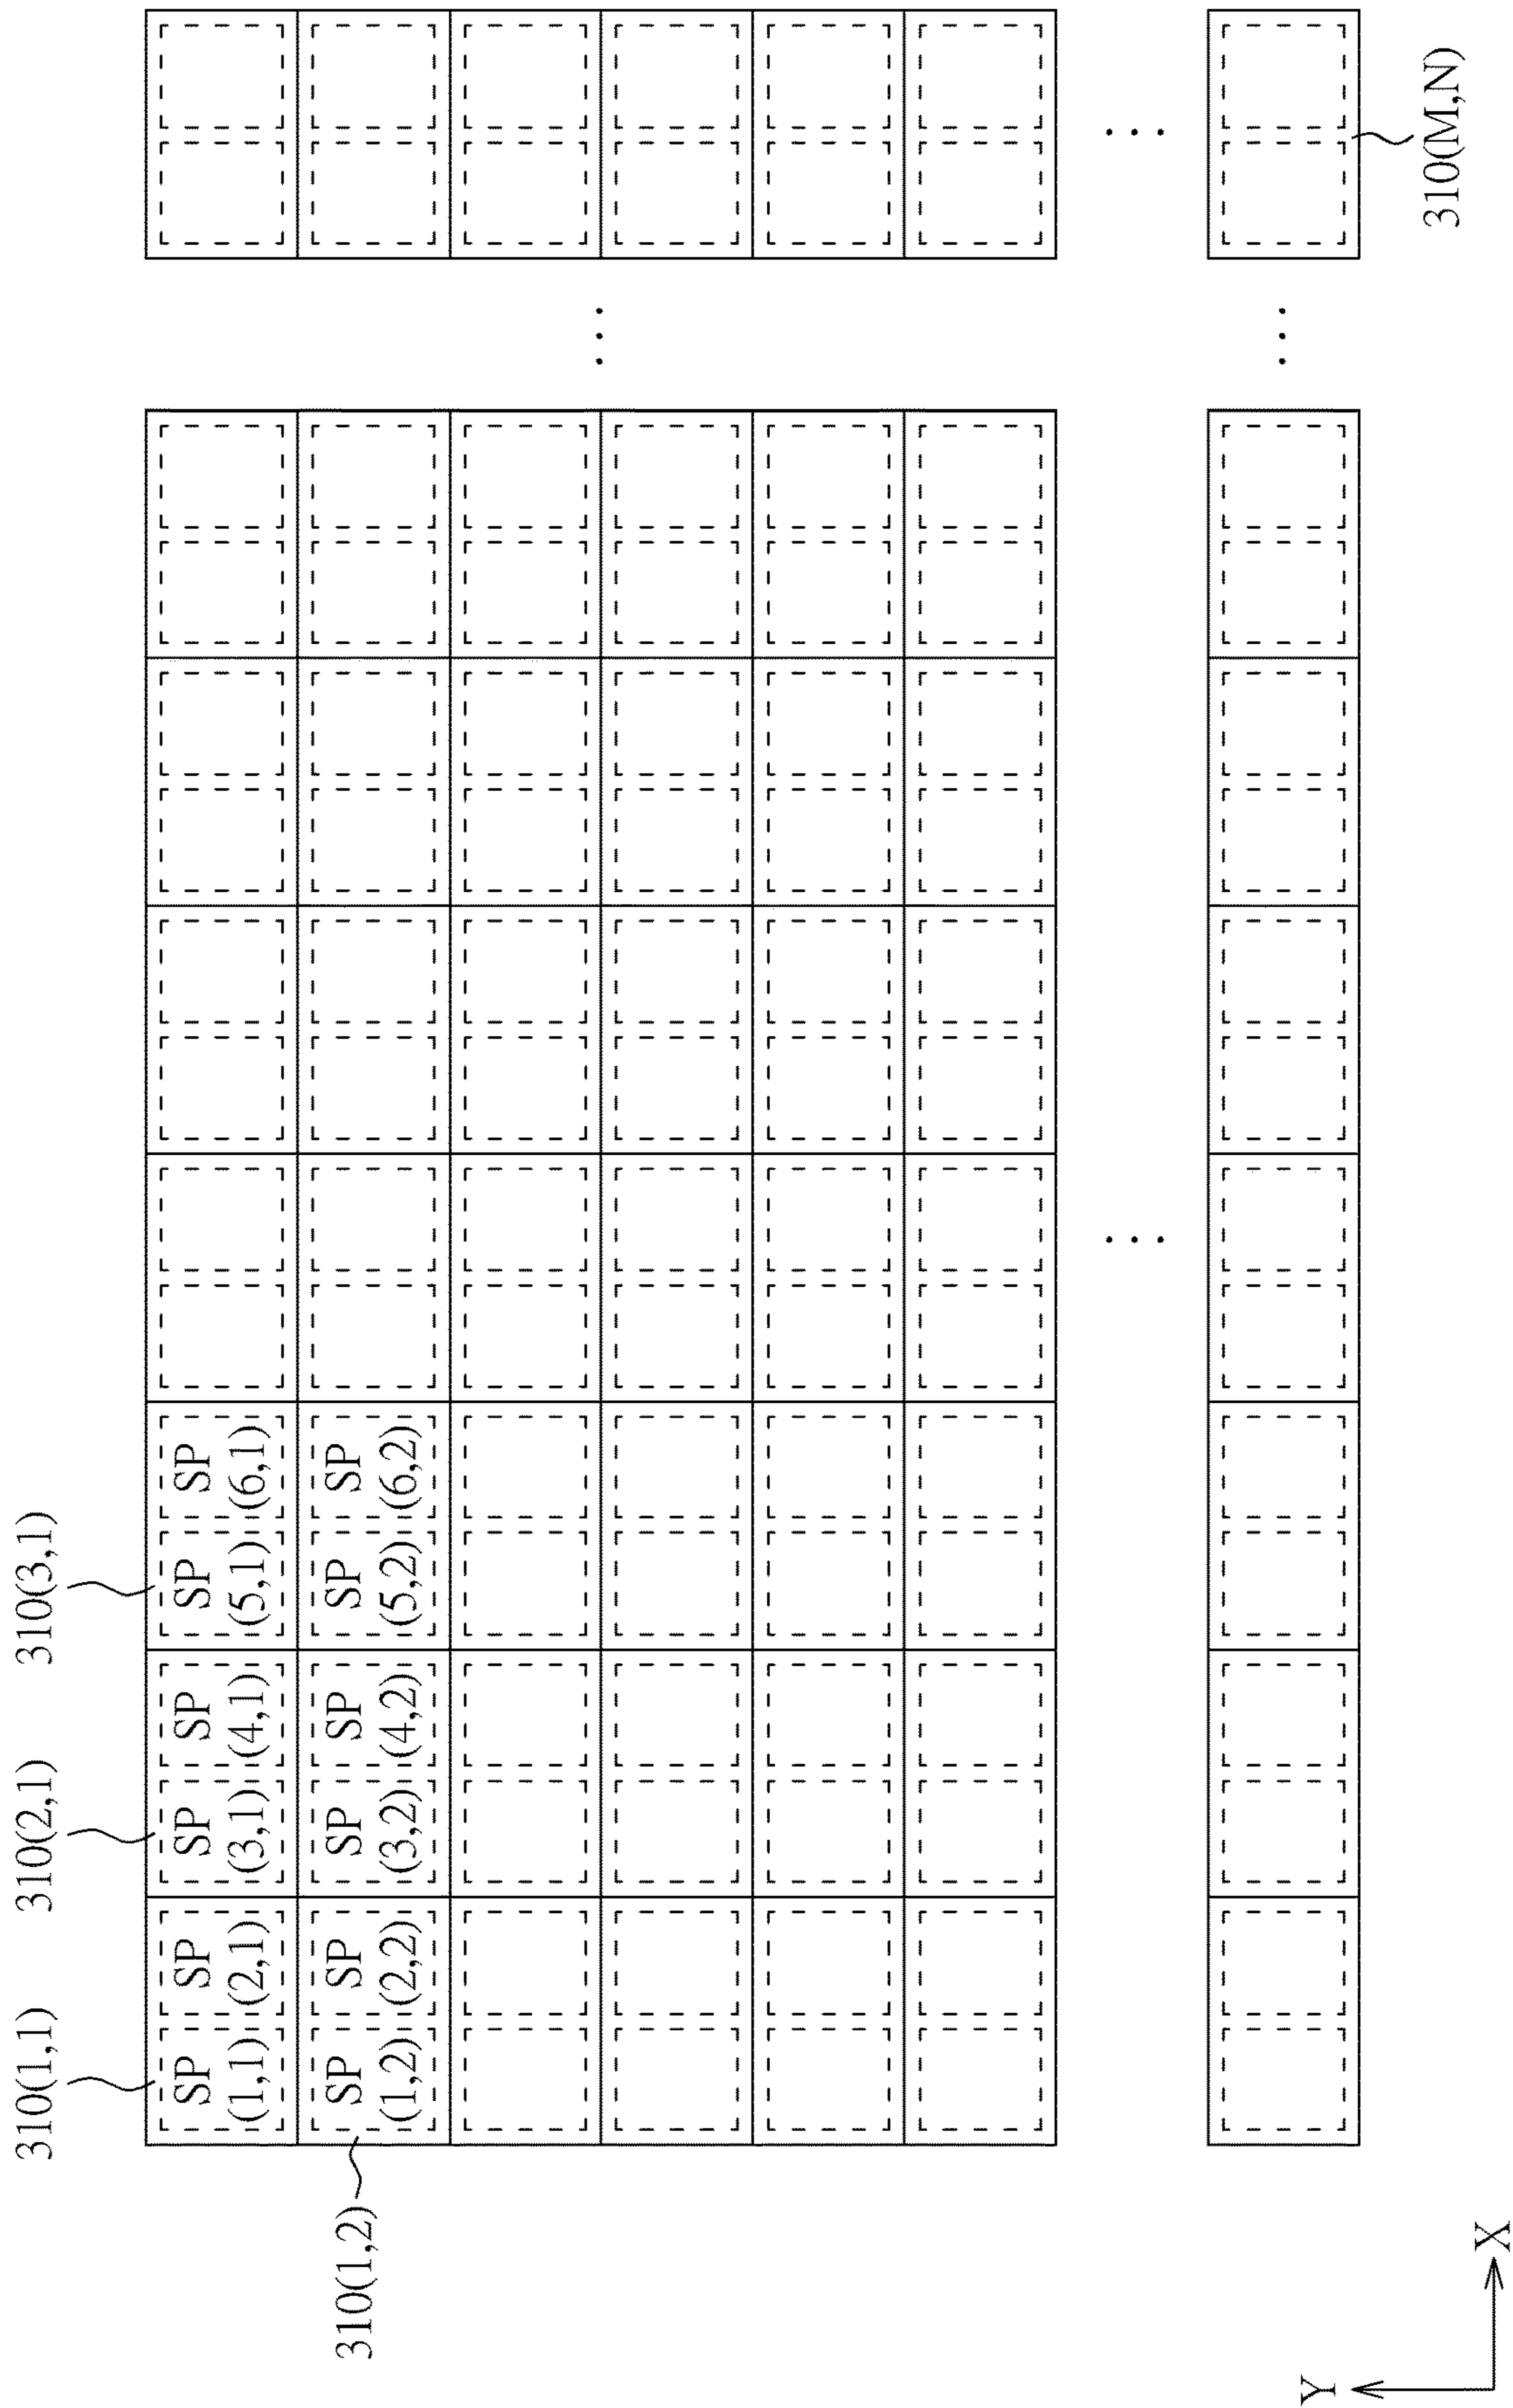 310(1,1) 310(2,1) 310(3,1)
SP SP SP SP SP SP
(1,1) (2,1) (3,1) (4,1) (5,1) (6,1)
310(1,2)
SP SP SP SP SP SP
(1,2) (2,2) (3,2) (4,2) (5,2) (6,2)
Y
310(M,N)
X